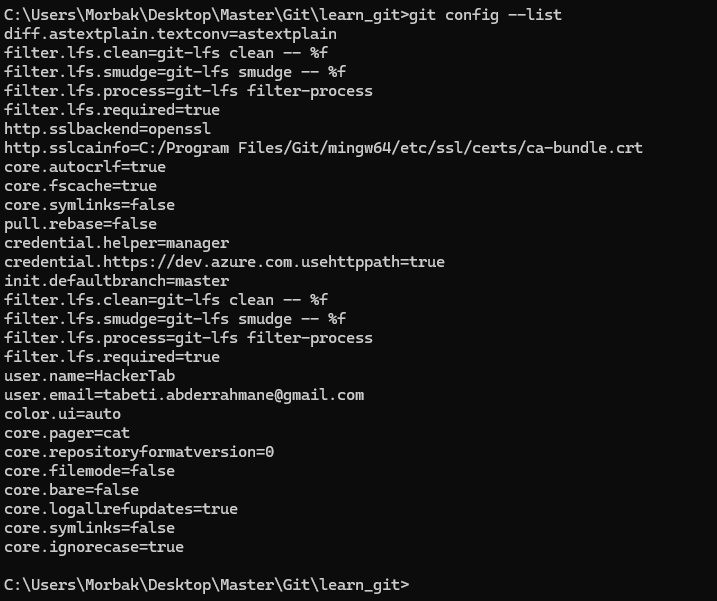 C:\Users\Morbak\Desktop\Master\Git\learn_git>git config --list
diff.astextplain.textconv=astextplain
filter.lfs.clean=git-lfs clean -- %f
filter.lfs.smudge=git-lfs smudge -- %f
filter.lfs.process=git-lfs filter-process
filter.lfs.required=true
http.sslbackend=openssl
http.sslcainfo=C:/Program Files/Git/mingw64/etc/ssl/certs/ca-bundle.crt
core.autocrlf=true
core.fscache=true
core.symlinks=false
pull.rebase=false
credential.helper=manager
credential.https://dev.azure.com.usehttppath=true
init.defaultbranch=master
filter.lfs.clean=git-lfs clean -- %f
filter.lfs.smudge=git-lfs smudge -- %f
filter.lfs.process=git-lfs filter-process
filter.lfs.required=true
user.name=HackerTab
user.email=tabeti.abderrahmane@gmail.com
color.ui=auto
core.pager=cat
core.repositoryformatversion=0
core.filemode=false
core.bare=false
core.logallrefupdates=true
core.symlinks=false
core.ignorecase=true
C:\Users\Morbak\Desktop\Master\Git\learn_git>